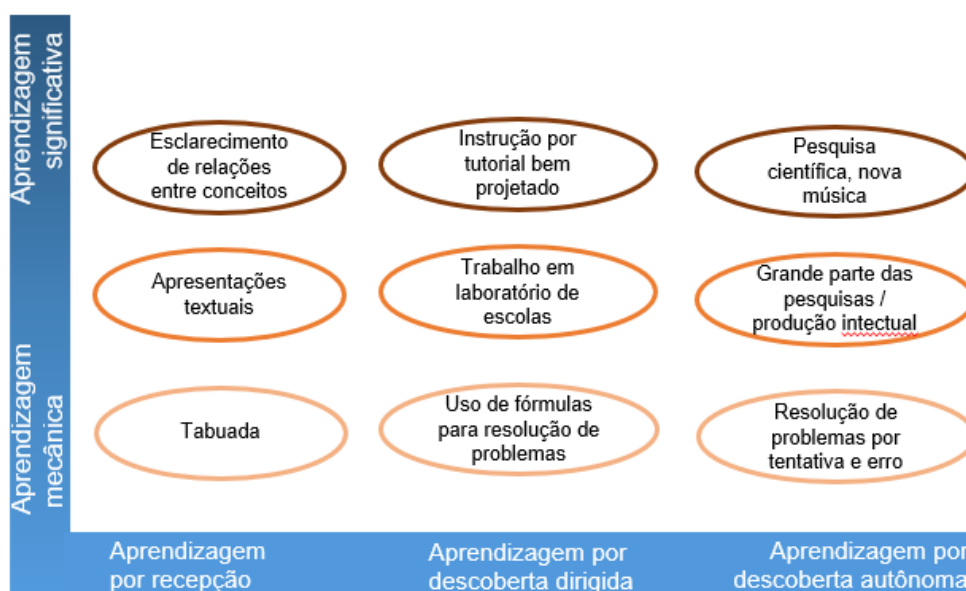 Aprendizagem
significativa
Esclarecimento
de relações
entre conceitos
Instrução por
tutorial bem
projetado
Pesquisa
científica, nova
música
Apresentações
textuais
Trabalho em
laboratório de
escolas
Grande parte das
pesquisas /
produção intectual
Aprendizagem
mecânica
Tabuada
Uso de fórmulas
para resolução de
problemas
Resolução de
problemas por
tentativa e erro
Aprendizagem
por recepção
Aprendizagem por
descoberta dirigida
Aprendizagem por
descoberta autônoma